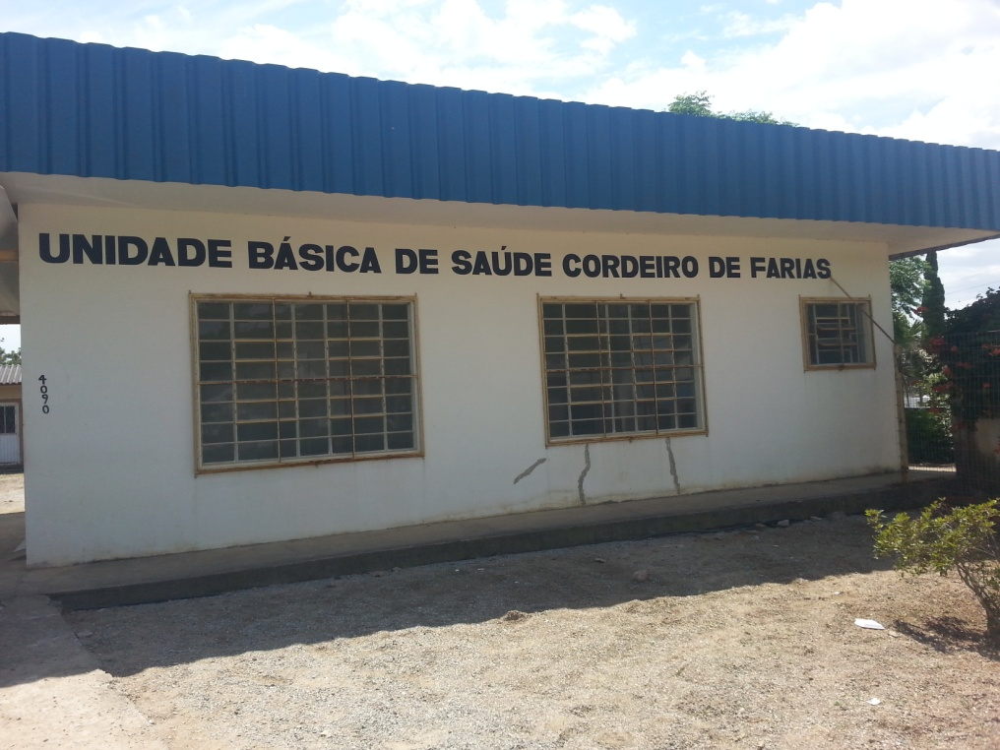 UNIDADE BÁSICA DE SAÚDE CORDEIRO DE FARIAS
4090